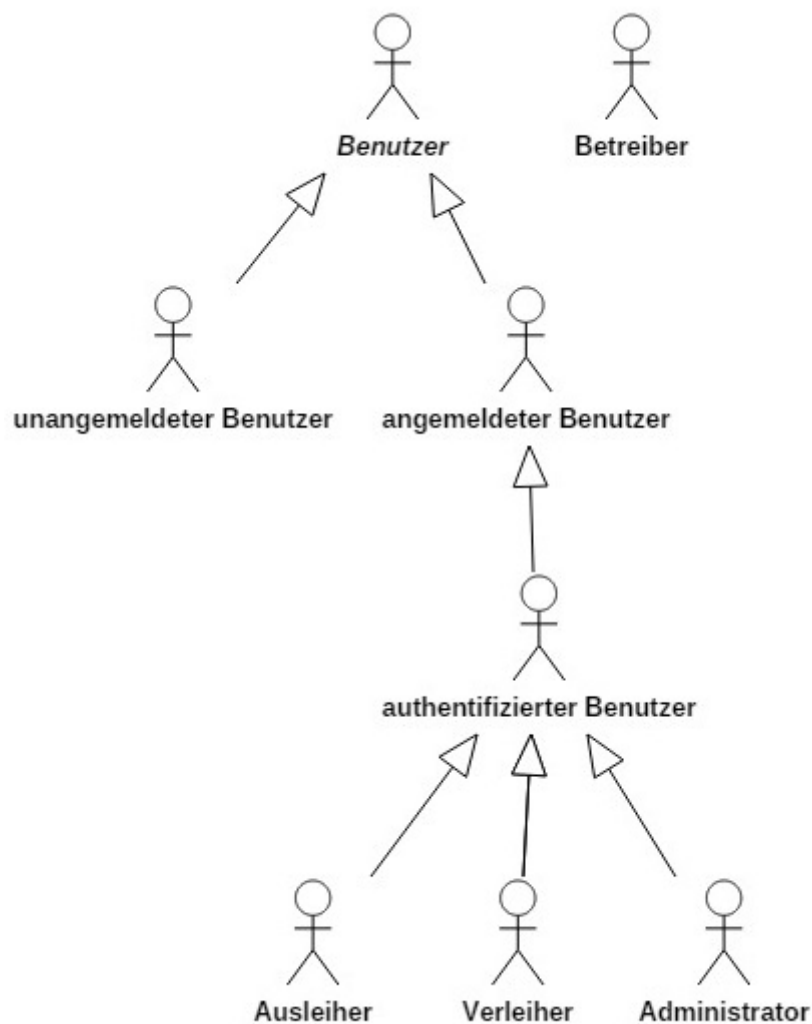 Benutzer
Betreiber
unangemeldeter Benutzer
angemeldeter Benutzer
authentifizierter Benutzer
Ausleiher
Verleiher
Administrator